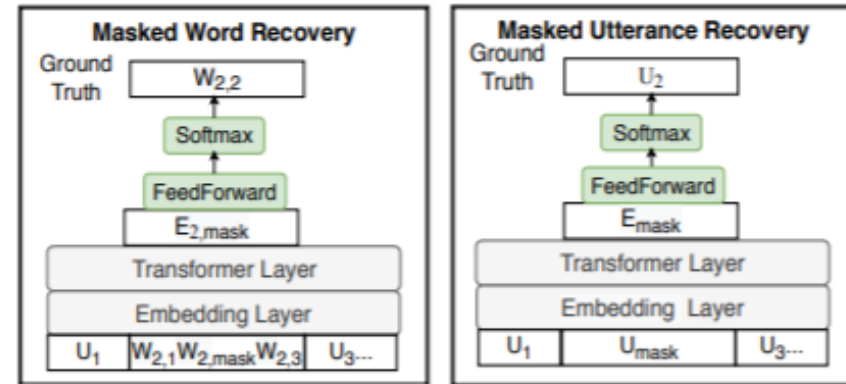 Masked Word Recovery
Ground
Truth
W2,2
Softmax
FeedForward
E2,mask
Transformer Layer
Embedding Layer
U1 W2,1W2,maskW2,3 U3...
Masked Utterance Recovery
Ground
Truth
U2
Softmax
FeedForward
Emask
Transformer Layer
Embedding Layer
U1 Umask U3...